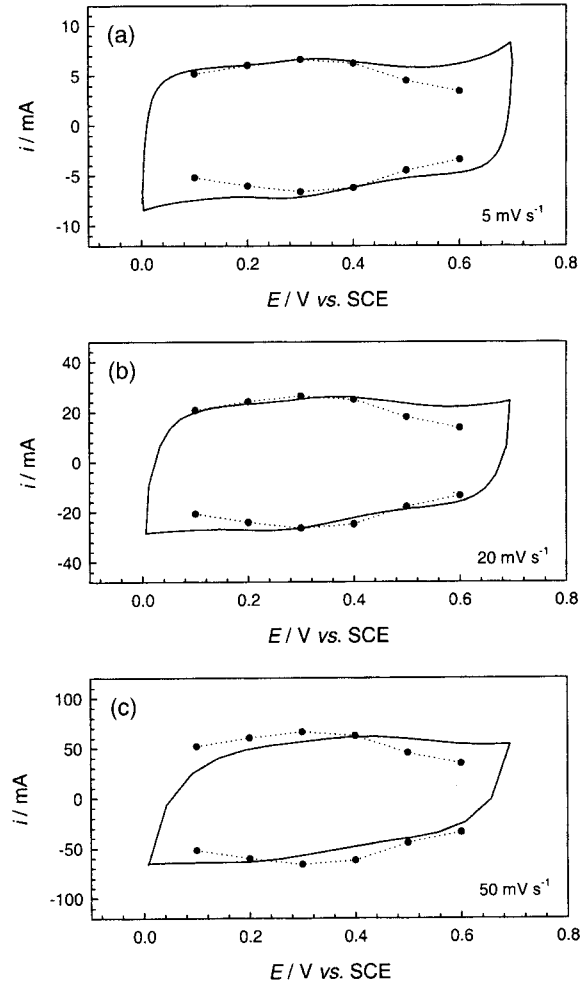 (a)
10
5
0
-5
-10
i / mA
5 mV s⁻¹
0.0 0.2 0.4 0.6 0.8
E / V vs. SCE
(b)
40
20
0
-20
-40
i / mA
20 mV s⁻¹
0.0 0.2 0.4 0.6 0.8
E / V vs. SCE
(c)
100
50
0
-50
-100
i / mA
50 mV s⁻¹
0.0 0.2 0.4 0.6 0.8
E / V vs. SCE